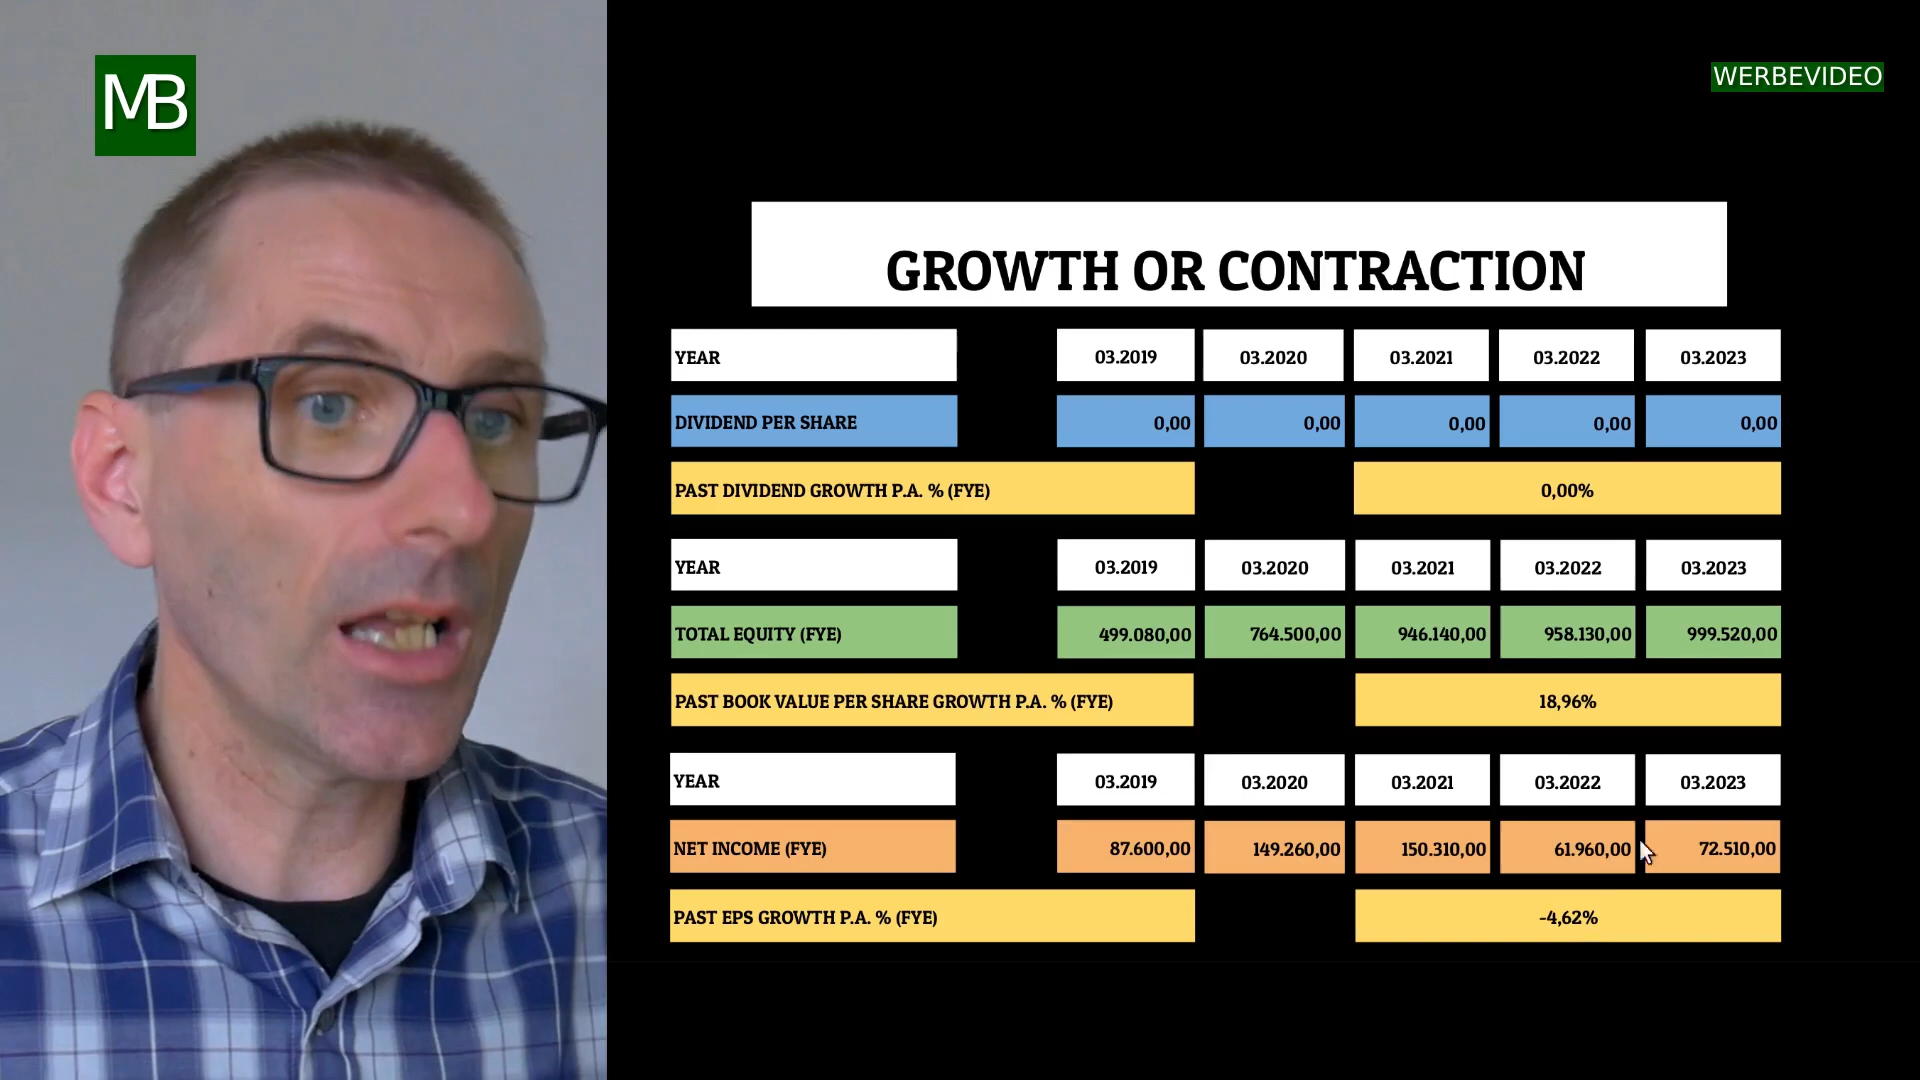 MB
WERBEVIDEO
GROWTH OR CONTRACTION
YEAR 03.2019 03.2020 03.2021 03.2022 03.2023
DIVIDEND PER SHARE 0,00 0,00 0,00 0,00 0,00
PAST DIVIDEND GROWTH P.A. % (FYE) 0,00%
YEAR 03.2019 03.2020 03.2021 03.2022 03.2023
TOTAL EQUITY (FYE) 499.080,00 764.500,00 946.140,00 958.130,00 999.520,00
PAST BOOK VALUE PER SHARE GROWTH P.A. % (FYE) 18,96%
YEAR 03.2019 03.2020 03.2021 03.2022 03.2023
NET INCOME (FYE) 87.600,00 149.260,00 150.310,00 61.960,00 72.510,00
PAST EPS GROWTH P.A. % (FYE) -4,62%